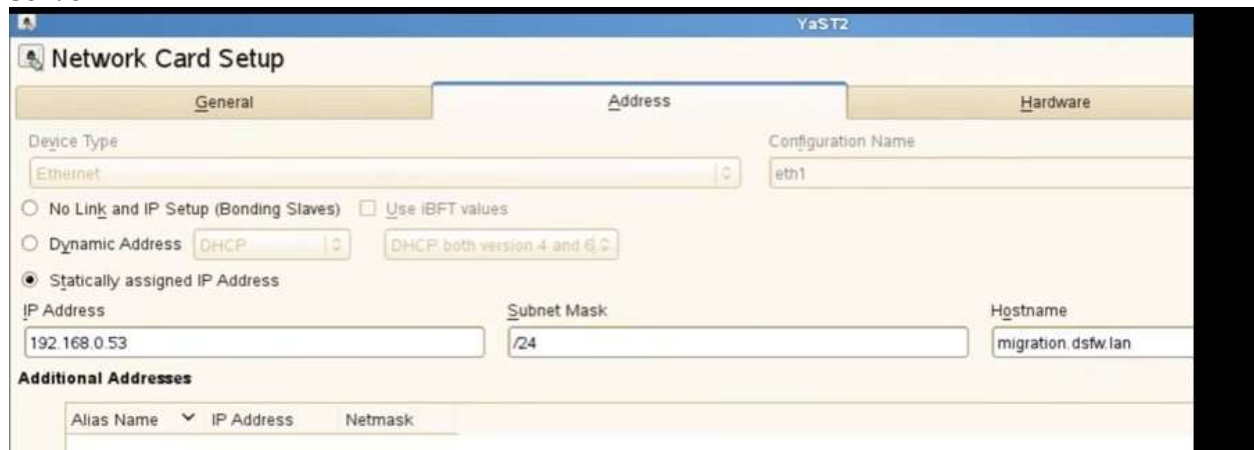 YaST2
Network Card Setup
General Address Hardware
Device Type Configuration Name
Ethernet eth1
No Link and IP Setup (Bonding Slaves) Use iBFT values
Dynamic Address DHCP DHCP both version 4 and 6
Statically assigned IP Address
IP Address Subnet Mask Hostname
192.168.0.53 /24 migration.dsfw.lan
Additional Addresses
Alias Name IP Address Netmask